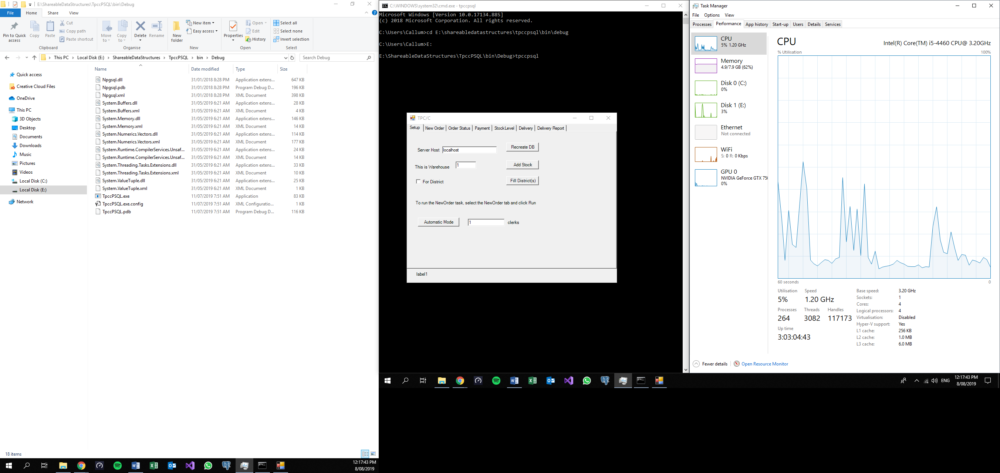 E:\ShareableDataStructures\TpccPSQL\bin\Debug
File Home Share View
Pin to Quick access
Copy
Paste
Cut
Copy path
Paste shortcut
Clipboard
Move to
Copy to
Delete
Rename
Organise
New folder
New item
Easy access
New
Properties
Open
Edit
History
Open
Select all
Select none
Invert selection
Select
This PC Local Disk (E:) ShareableDataStructures TpccPSQL bin Debug
Search Debug
Quick access
Creative Cloud Files
OneDrive
This PC
3D Objects
Desktop
Documents
Downloads
Music
Pictures
Videos
Local Disk (C:)
Local Disk (E:)
Network
Name Date modified Type Size
Npgsql.dll 31/01/2018 8:28 PM Application extens... 647 KB
Npgsql.pdb 31/01/2018 8:28 PM Program Debug D... 196 KB
Npgsql.xml 31/01/2018 8:28 PM XML Document 398 KB
System.Buffers.dll 31/05/2019 6:21 AM Application extens... 28 KB
System.Buffers.xml 31/05/2019 6:21 AM XML Document 4 KB
System.Memory.dll 31/05/2019 6:21 AM Application extens... 146 KB
System.Memory.xml 31/05/2019 6:21 AM XML Document 14 KB
System.Numerics.Vectors.dll 31/05/2019 6:21 AM Application extens... 114 KB
System.Numerics.Vectors.xml 31/05/2019 6:21 AM XML Document 177 KB
System.Runtime.CompilerServices.Unsaf... 31/05/2019 6:21 AM Application extens... 24 KB
System.Runtime.CompilerServices.Unsaf... 31/05/2019 6:21 AM XML Document 14 KB
System.Threading.Tasks.Extensions.dll 31/05/2019 6:21 AM Application extens... 33 KB
System.Threading.Tasks.Extensions.xml 31/05/2019 6:21 AM XML Document 10 KB
System.ValueTuple.dll 31/05/2019 6:21 AM Application extens... 25 KB
System.ValueTuple.xml 31/05/2019 6:21 AM XML Document 1 KB
TpccPSQL.exe 11/07/2019 7:51 AM Application 83 KB
TpccPSQL.exe.config 11/07/2019 7:51 AM XML Configuratio... 1 KB
TpccPSQL.pdb 11/07/2019 7:51 AM Program Debug D... 116 KB
18 items
12:17:43 PM
8/08/2019
C:\WINDOWS\system32\cmd.exe - tpccpsql
Microsoft Windows [Version 10.0.17134.885]
(c) 2018 Microsoft Corporation. All rights reserved.
C:\Users\Callum>cd E:\shareabledatastructures\tpccpsql\bin\debug
C:\Users\Callum>E:
E:\ShareableDataStructures\TpccPSQL\bin\Debug>tpccpsql
TPC/C
Setup New Order Order Status Payment StockLevel Delivery Delivery Report
Server Host localhost Recreate DB
This is Warehouse 1 Add Stock
For District Fill District(s)
To run the NewOrder task, select the NewOrder tab and click Run
Automatic Mode 1 clerks
label1
Task Manager
File Options View
Processes Performance App history Start-up Users Details Services
CPU
5% 1.20 GHz
Memory
4.9/7.9 GB (62%)
Disk 0 (C:)
0%
Disk 1 (E:)
3%
Ethernet
Not connected
WiFi
S: 0 R: 0 Kbps
GPU 0
NVIDIA GeForce GTX 750
0%
CPU Intel(R) Core(TM) i5-4460 CPU@ 3.20GHz
% Utilisation 100%
60 seconds 0
Utilisation Speed
5% 1.20 GHz
Processes Threads Handles
264 3082 117173
Up time
3:03:04:43
Base speed: 3.20 GHz
Sockets: 1
Cores: 4
Logical processors: 4
Virtualisation: Disabled
Hyper-V support: Yes
L1 cache: 256 KB
L2 cache: 1.0 MB
L3 cache: 6.0 MB
Fewer details Open Resource Monitor
ENG
12:17:43 PM
8/08/2019